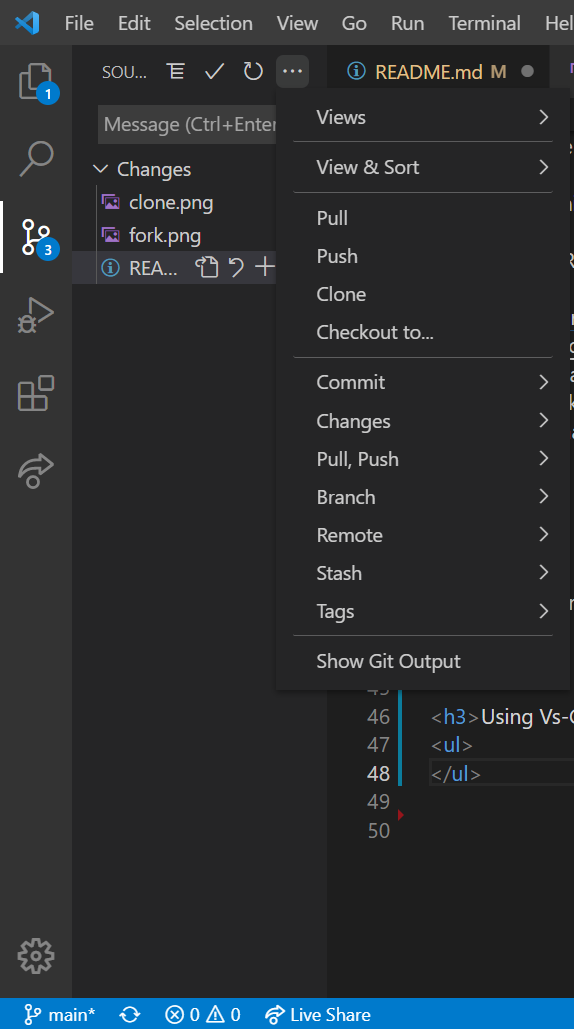 File Edit Selection View Go Run Terminal Hel
SOU... README.md M
1
Message (Ctrl+Enter
Views
Changes
View & Sort
clone.png
Pull
fork.png
3
Push
REA...
Clone
Checkout to...
Commit
Changes
Pull, Push
Branch
Remote
Stash
Tags
Show Git Output
45
46 <h3>Using Vs-C
47 <ul>
48 </ul>
49
50
main* 0 0 Live Share